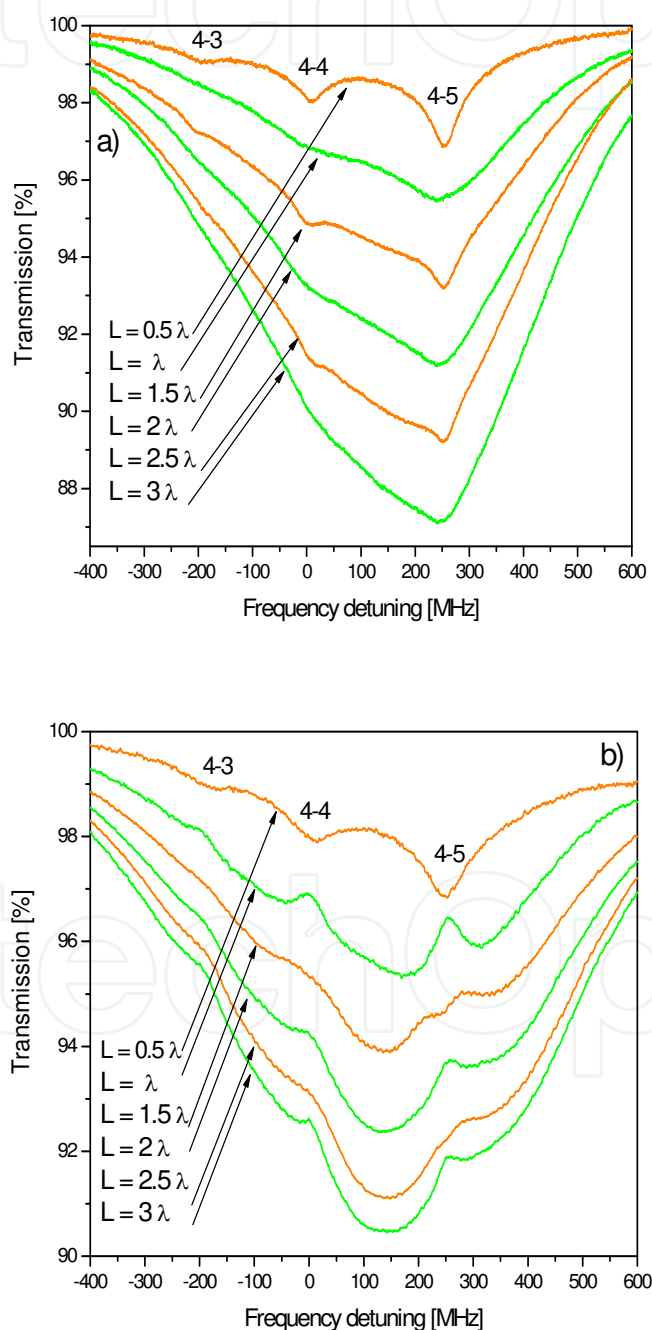 100
98
96
94
92
90
88
Transmission [%]
a)
4-3
4-4
4-5
L = 0.5 λ
L = λ
L = 1.5 λ
L = 2 λ
L = 2.5 λ
L = 3 λ
-400 -300 -200 -100 0 100 200 300 400 500 600
Frequency detuning [MHz]
100
98
96
94
92
90
Transmission [%]
b)
4-3
4-4
4-5
L = 0.5 λ
L = λ
L = 1.5 λ
L = 2 λ
L = 2.5 λ
L = 3 λ
-400 -300 -200 -100 0 100 200 300 400 500 600
Frequency detuning [MHz]